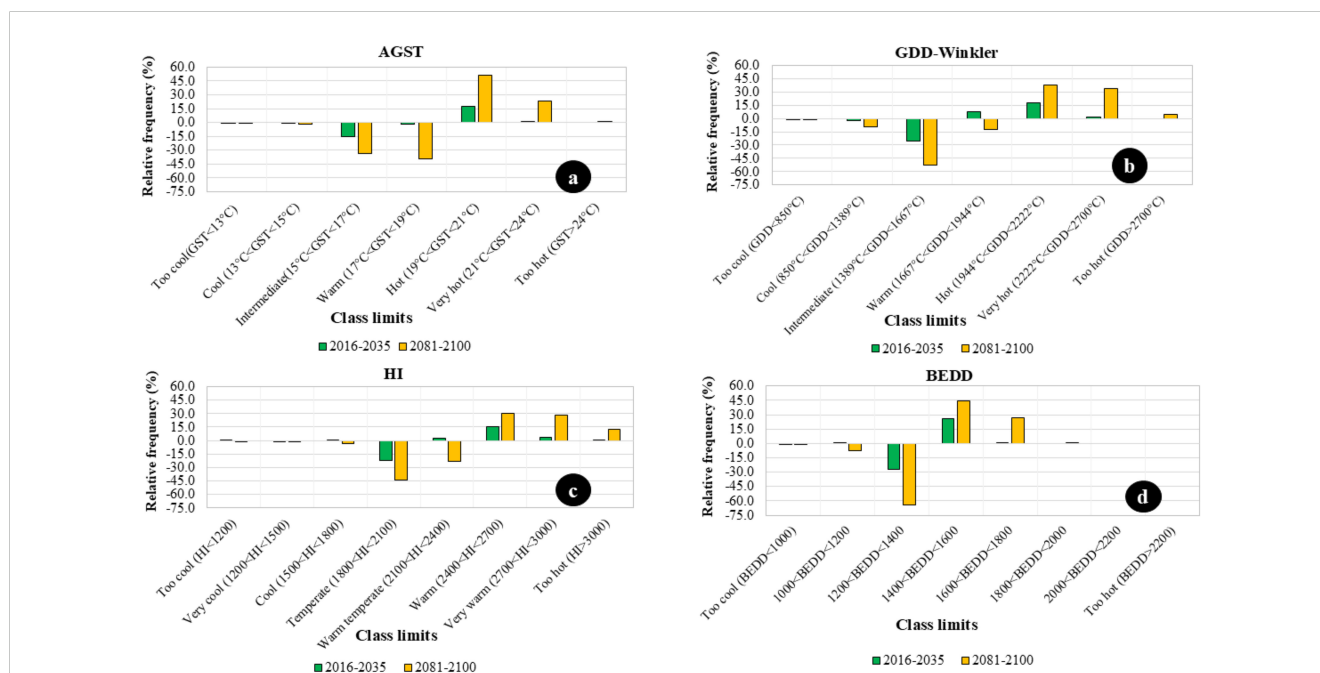 AGST
Relative frequency (%)
60.0
45.0
30.0
15.0
0.0
-15.0
-30.0
-45.0
-60.0
-75.0
a
Too cool(GST<13°C)
Cool (13°C<GST<15°C)
Intermediate(15°C<GST<17°C)
Warm (17°C<GST<19°C)
Hot (19°C<GST<21°C)
Very hot (21°C<GST<24°C)
Too hot (GST>24°C)
Class limits
2016-2035 2081-2100
GDD-Winkler
Relative frequency (%)
60.0
45.0
30.0
15.0
0.0
-15.0
-30.0
-45.0
-60.0
-75.0
b
Too cool (GDD<850°C)
Cool (850°C<GDD<1389°C)
Intermediate (1389°C<GDD<1667°C)
Warm (1667°C<GDD<1944°C)
Hot (1944°C<GDD<2222°C)
Very hot (2222°C<GDD<2700°C)
Too hot (GDD>2700°C)
Class limits
2016-2035 2081-2100
HI
Relative frequency (%)
60.0
45.0
30.0
15.0
0.0
-15.0
-30.0
-45.0
-60.0
-75.0
c
Too cool (HI<1200)
Very cool (1200<HI<1500)
Cool (1500<HI<1800)
Temperate (1800<HI<2100)
Warm temperate (2100<HI<2400)
Warm (2400<HI<2700)
Very warm (2700<HI<3000)
Too hot (HI>3000)
Class limits
2016-2035 2081-2100
BEDD
Relative frequency (%)
60.0
45.0
30.0
15.0
0.0
-15.0
-30.0
-45.0
-60.0
-75.0
d
Too cool (BEDD<1000)
1000<BEDD<1200
1200<BEDD<1400
1400<BEDD<1600
1600<BEDD<1800
1800<BEDD<2000
2000<BEDD<2200
Too hot (BEDD>2200)
Class limits
2016-2035 2081-2100